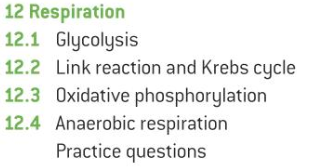 12 Respiration
12.1 Glycolysis
12.2 Link reaction and Krebs cycle
12.3 Oxidative phosphorylation
12.4 Anaerobic respiration
Practice questions